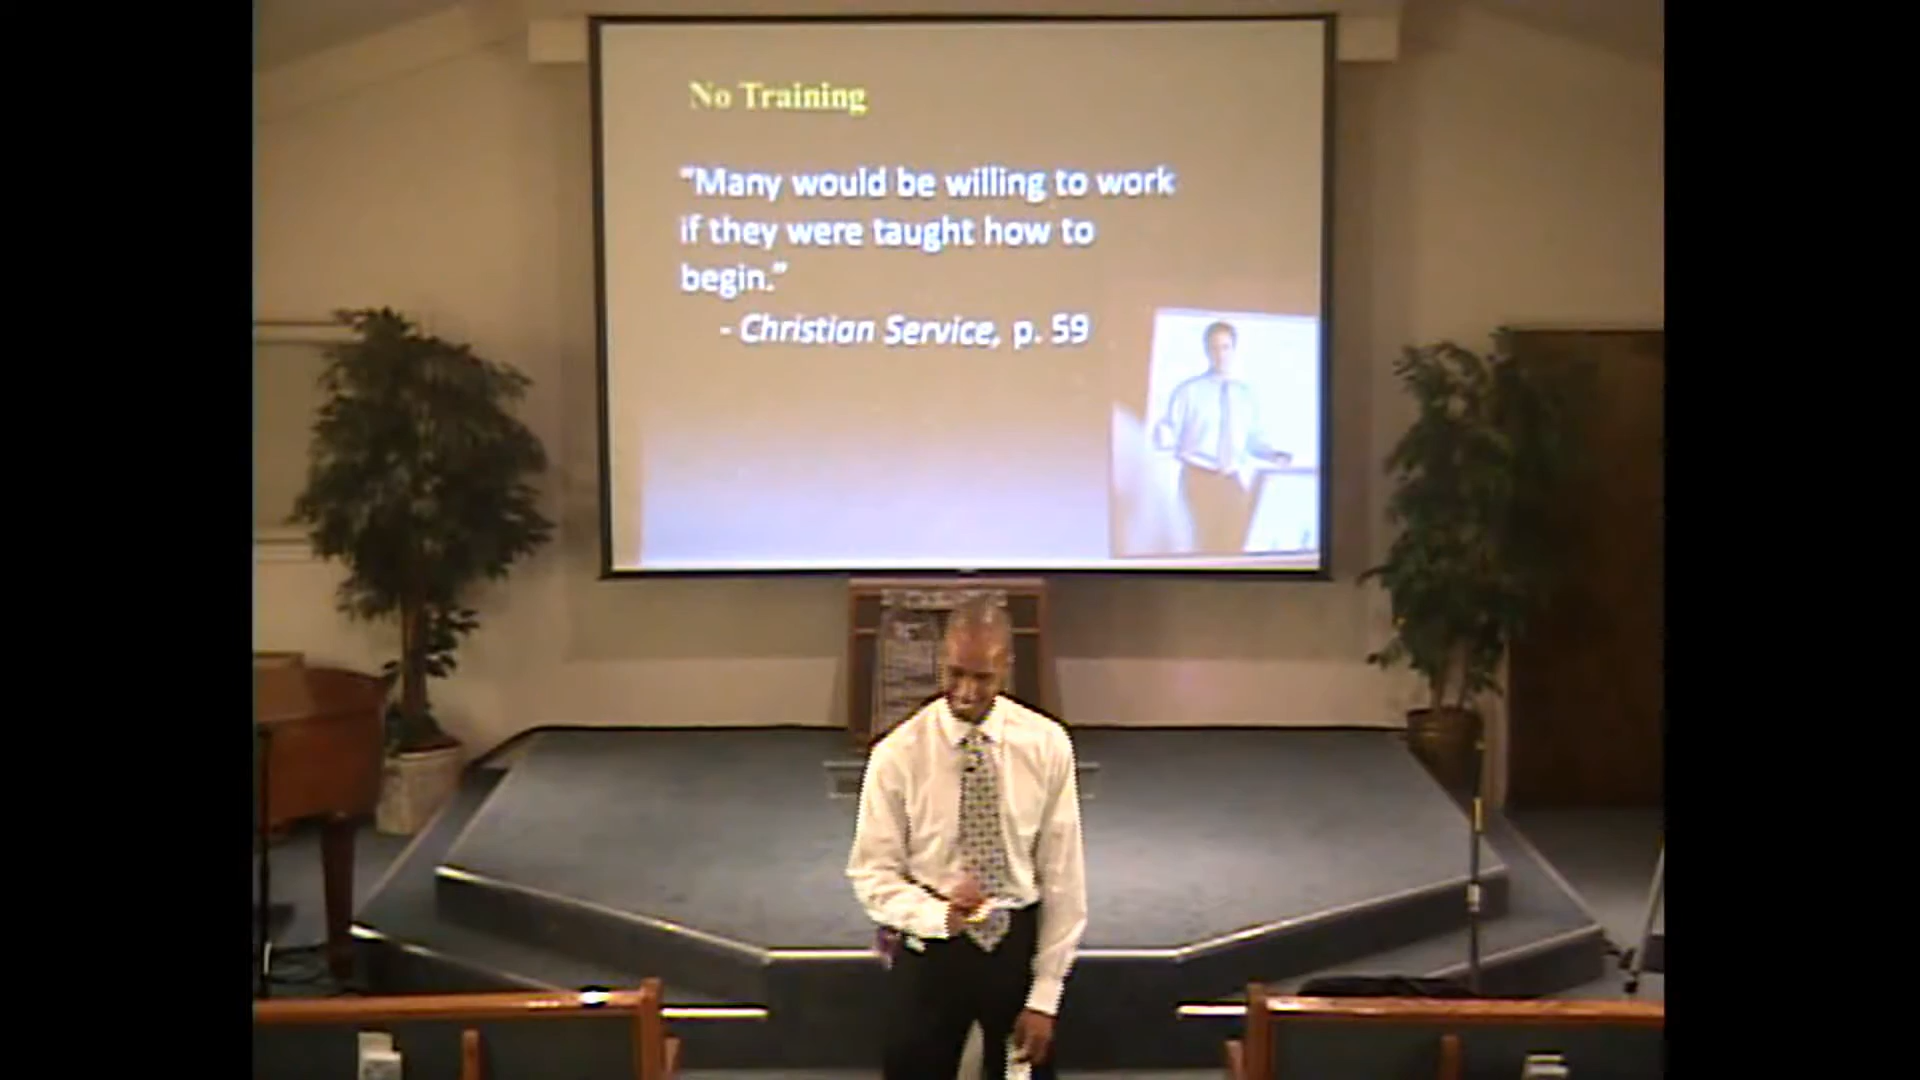 No Training
“Many would be willing to work
if they were taught how to
begin.”
- Christian Service, p. 59